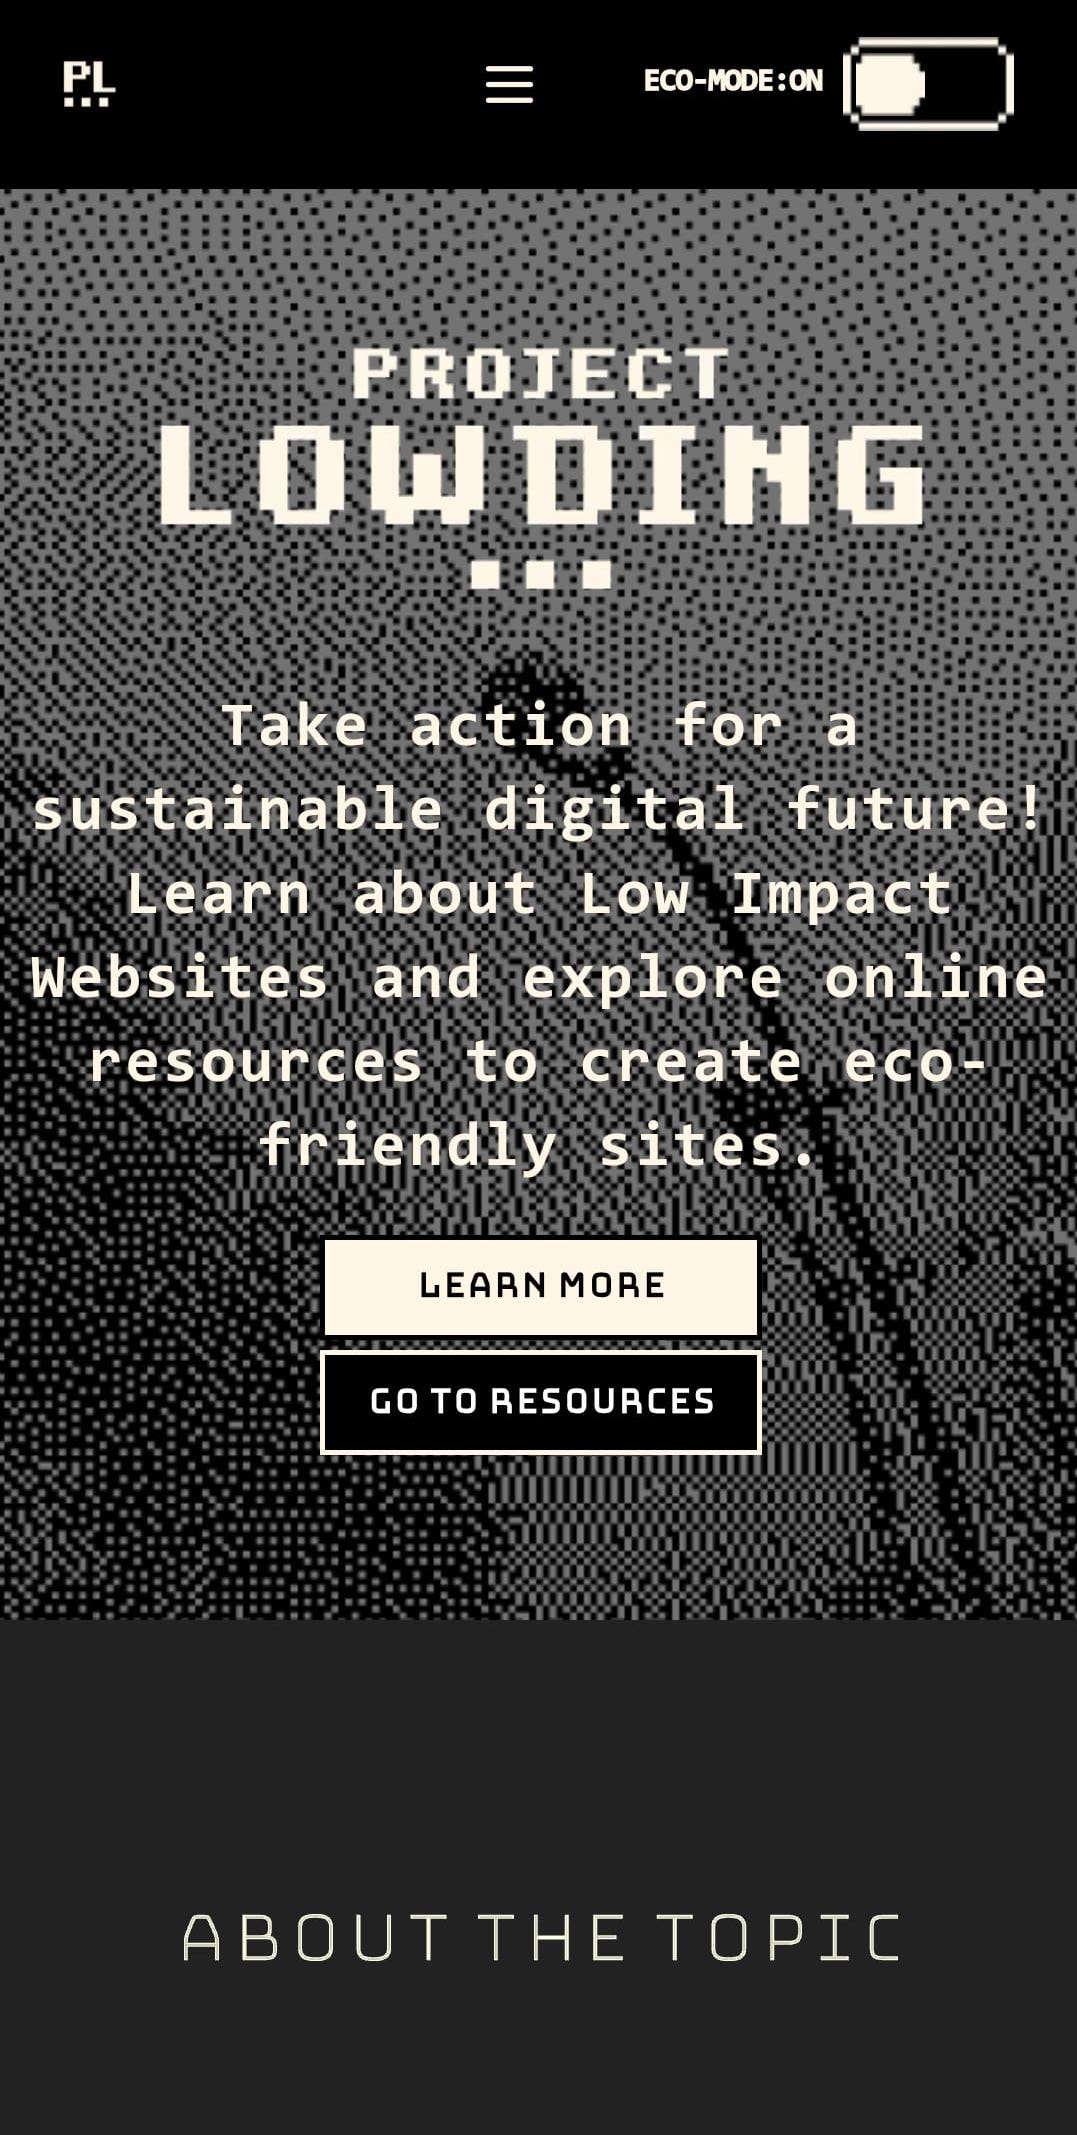 PL...
ECO-MODE:ON
PROJECT
LOWDING
...
Take action for a
sustainable digital future!
Learn about Low Impact
Websites and explore online
resources to create eco-
friendly sites.
LEARN MORE
GO TO RESOURCES
ABOUT THE TOPIC